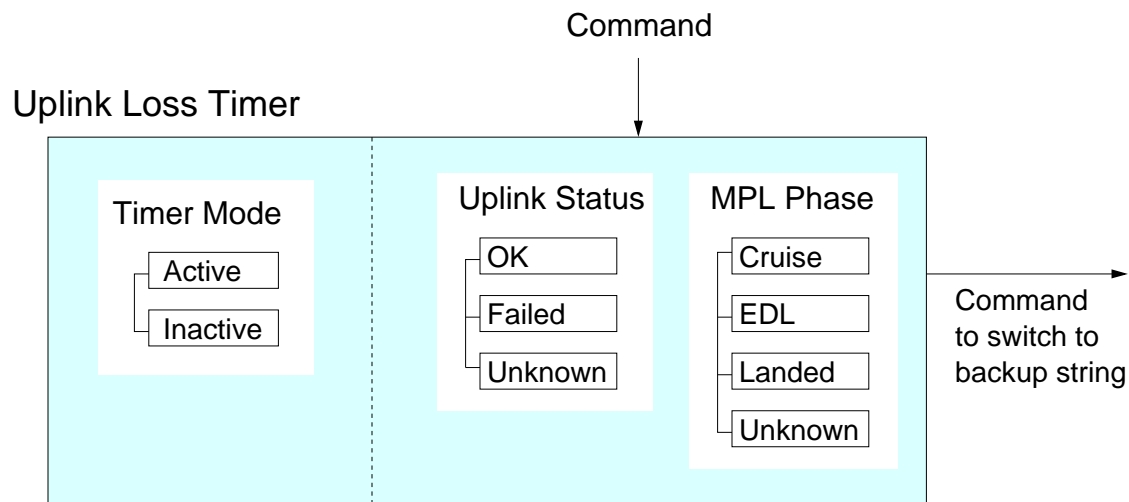 Command
Uplink Loss Timer
Timer Mode
Active
Inactive
Uplink Status
OK
Failed
Unknown
MPL Phase
Cruise
EDL
Landed
Unknown
Command
to switch to
backup string